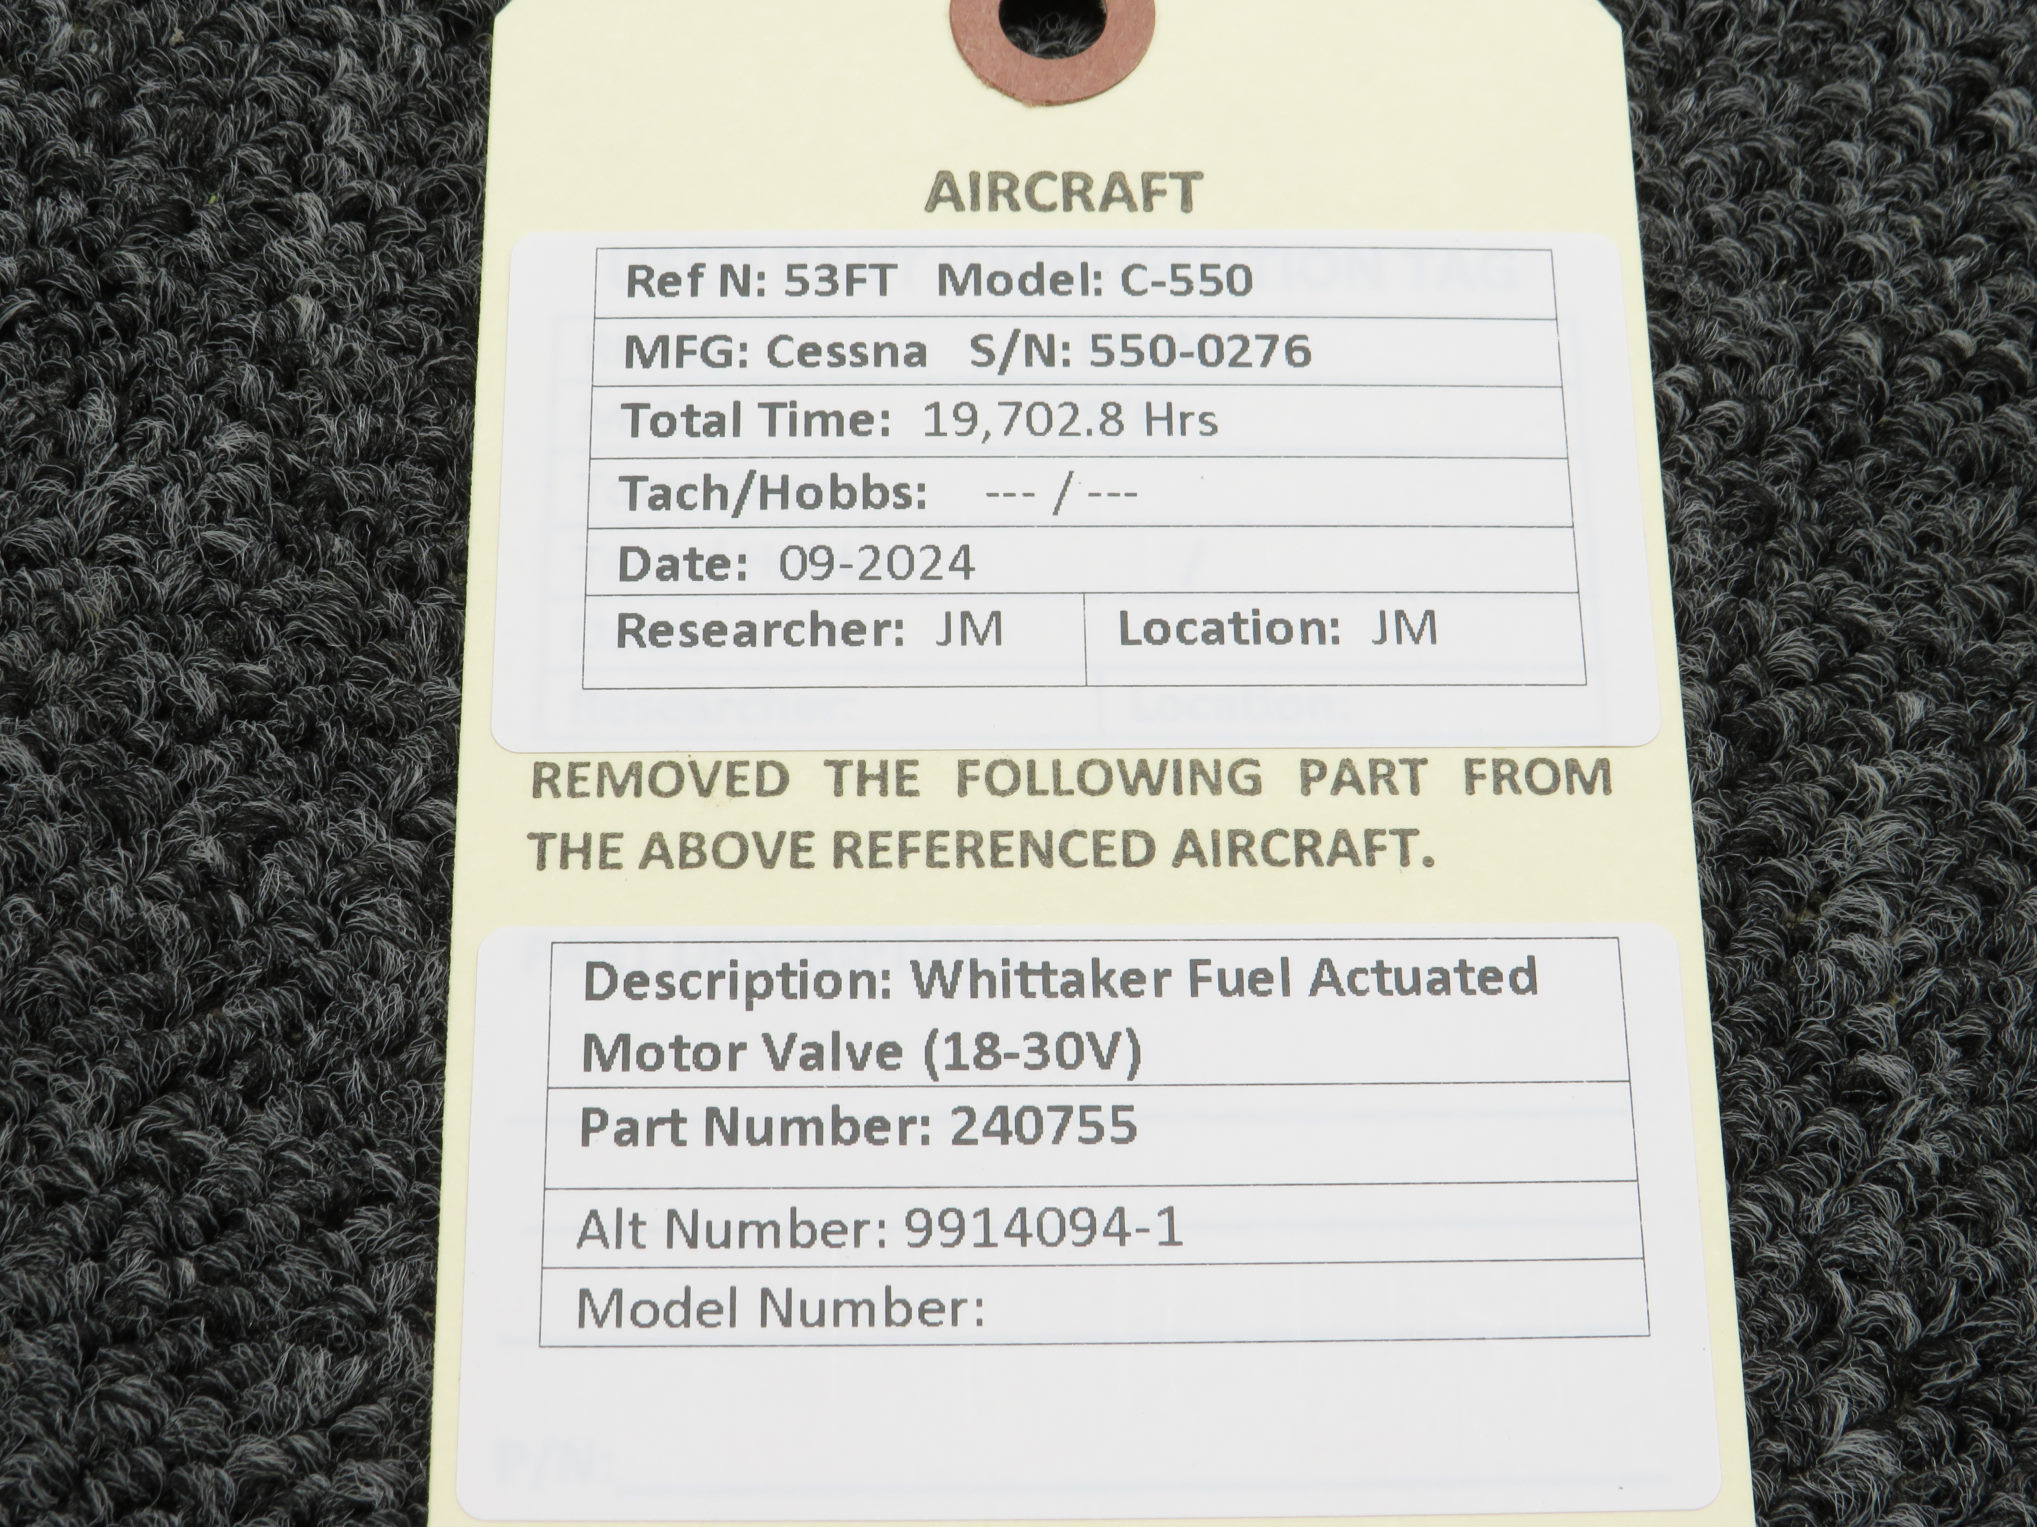 AIRCRAFT
Ref N: 53FT Model: C-550
MFG: Cessna S/N: 550-0276
Total Time: 19,702.8 Hrs
Tach/Hobbs: --- / ---
Date: 09-2024
Researcher: JM Location: JM
Researcher: Location:
REMOVED THE FOLLOWING PART FROM
THE ABOVE REFERENCED AIRCRAFT.
Description: Whittaker Fuel Actuated
Motor Valve (18-30V)
Part Number: 240755
Alt Number: 9914094-1
Model Number:
P/N: